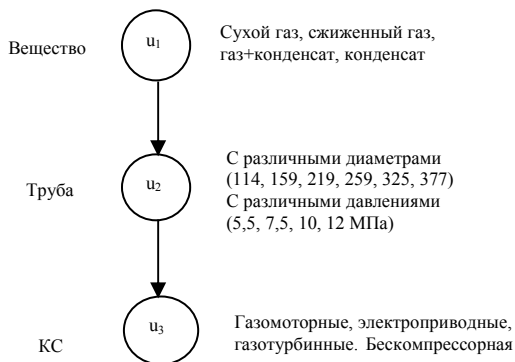 Вещество
u1
Сухой газ, сжиженный газ,
газ+конденсат, конденсат
Труба
u2
С различными диаметрами
(114, 159, 219, 259, 325, 377)
С различными давлениями
(5,5, 7,5, 10, 12 МПа)
КС
u3
Газомоторные, электроприводные,
газотурбинные. Бескомпрессорная